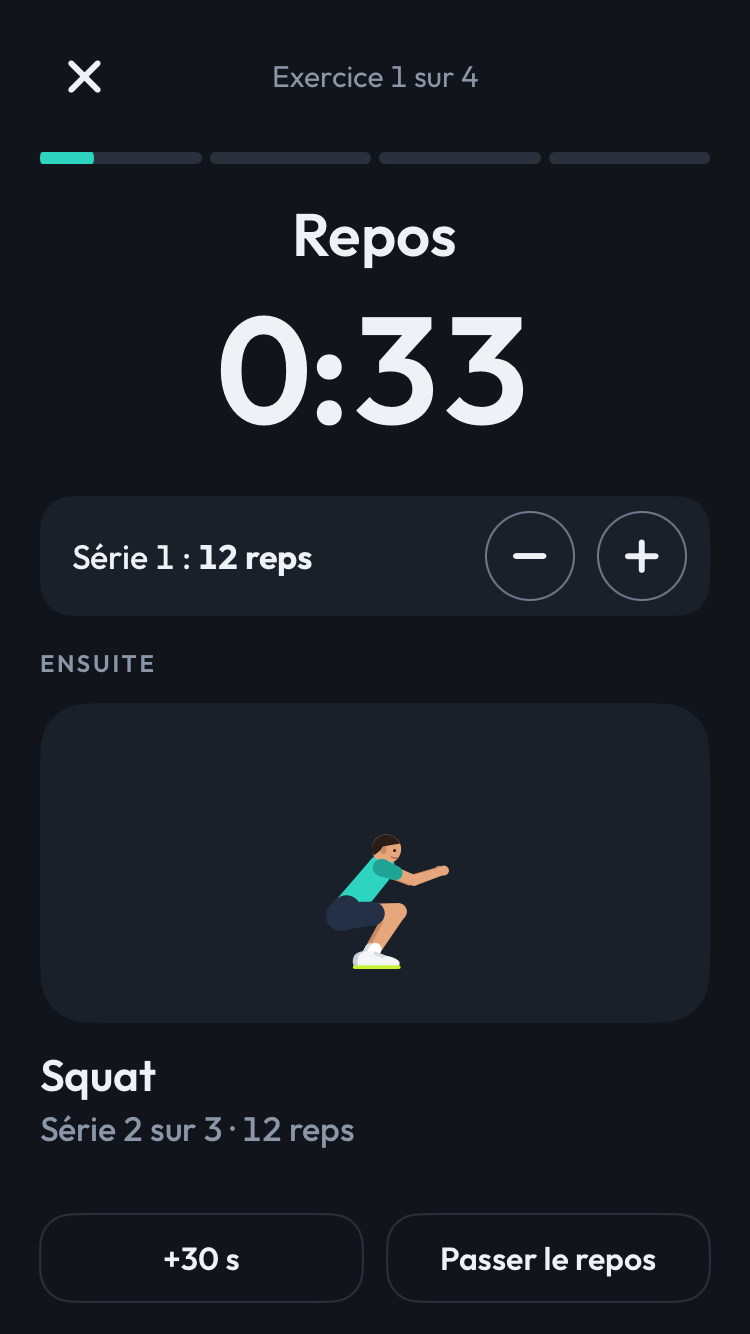 Exercice 1 sur 4
Repos
0:33
Série 1 : 12 reps
ENSUITE
Squat
Série 2 sur 3 · 12 reps
+30 s
Passer le repos